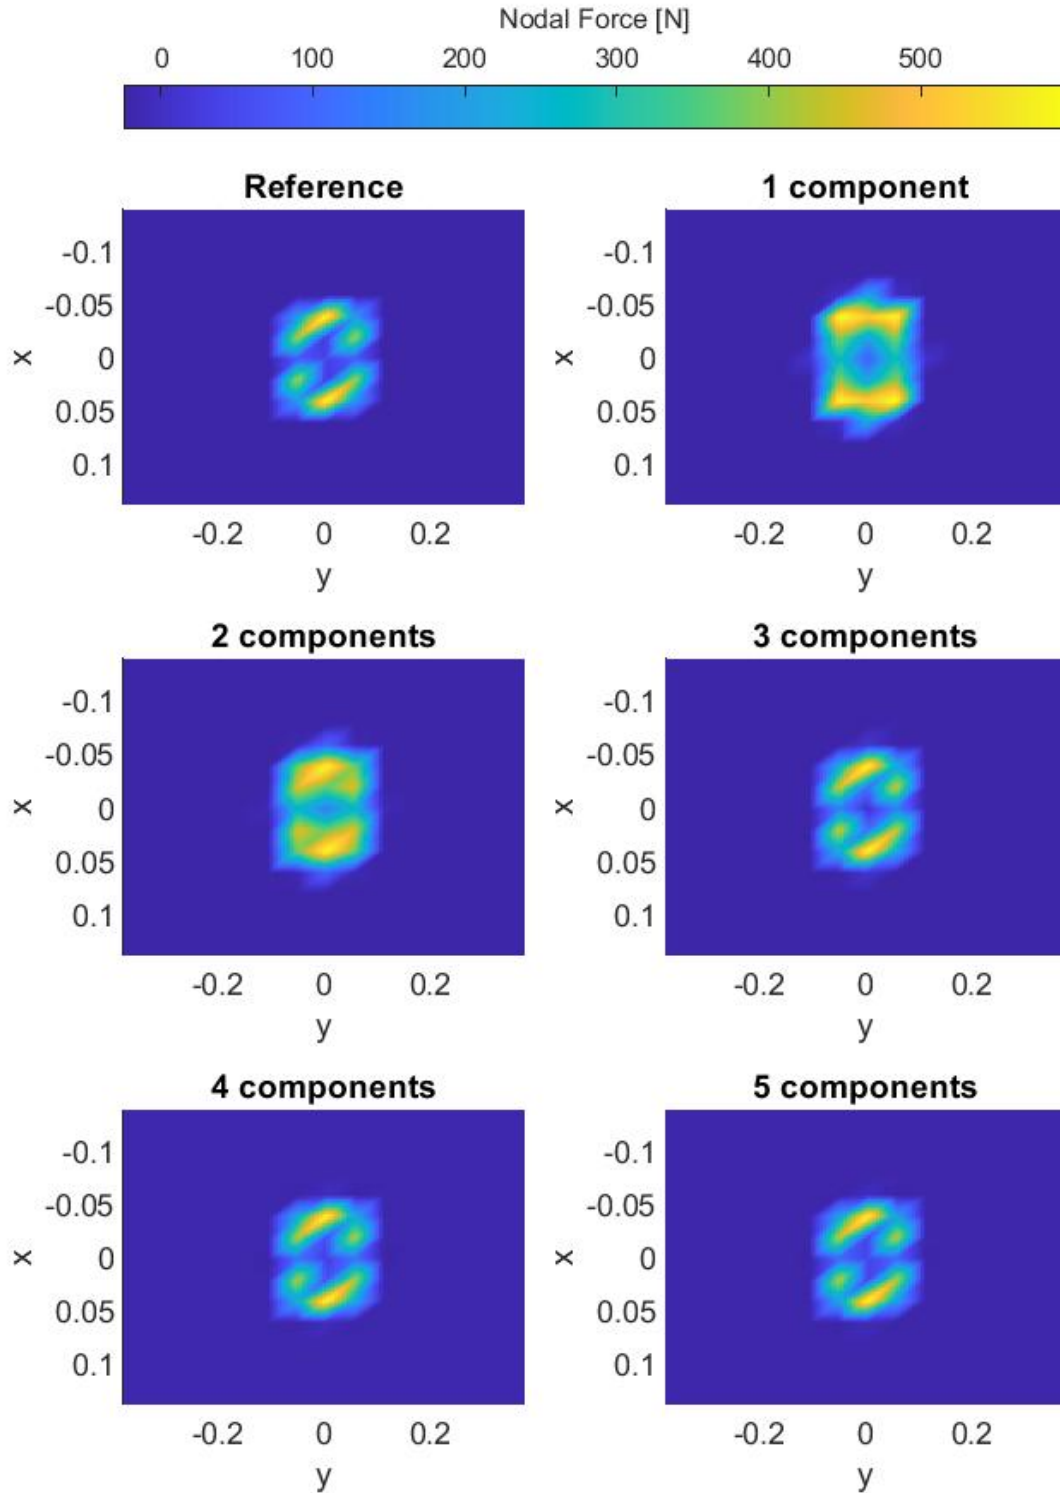 Nodal Force [N]
0 100 200 300 400 500
Reference 1 component
-0.1 -0.1
-0.05 -0.05
x 0 x 0
0.05 0.05
0.1 0.1
-0.2 0 0.2 -0.2 0 0.2
y y
2 components 3 components
-0.1 -0.1
-0.05 -0.05
x 0 x 0
0.05 0.05
0.1 0.1
-0.2 0 0.2 -0.2 0 0.2
y y
4 components 5 components
-0.1 -0.1
-0.05 -0.05
x 0 x 0
0.05 0.05
0.1 0.1
-0.2 0 0.2 -0.2 0 0.2
y y